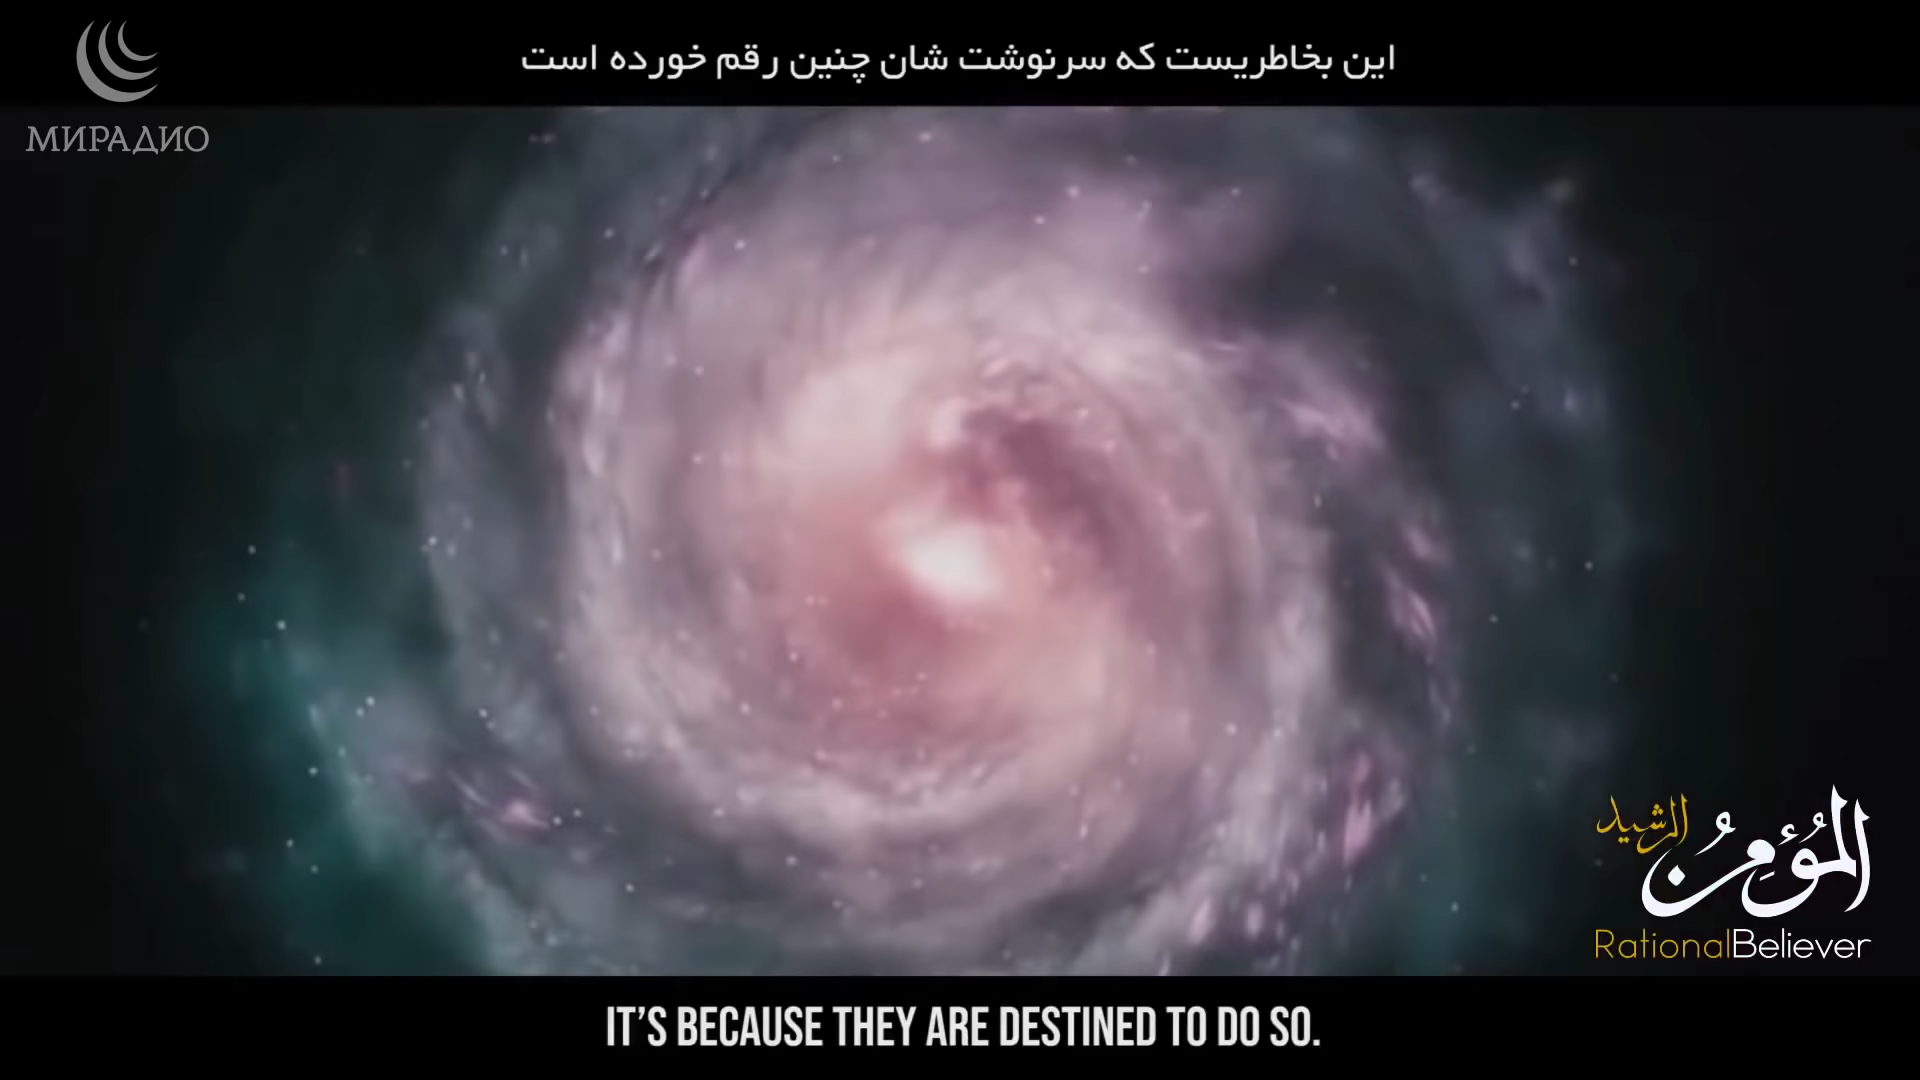 این بخاطریست که سرنوشت شان چنین رقم خورده است
МИРАДИО
المؤمن الرشيد
RationalBeliever
IT'S BECAUSE THEY ARE DESTINED TO DO SO.